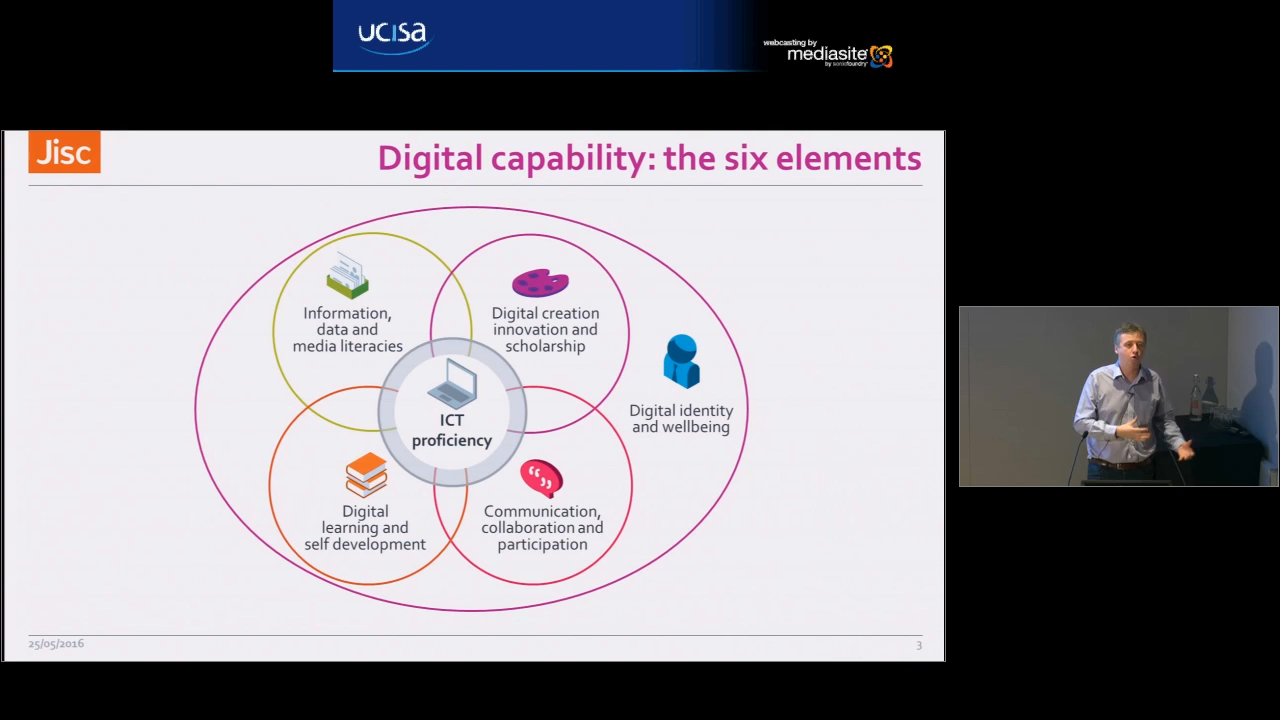 ucisa
webcasting by
mediasite
by sonicfoundry
Jisc
Digital capability: the six elements
Information,
data and
media literacies
Digital creation
innovation and
scholarship
ICT
proficiency
Digital identity
and wellbeing
Digital
learning and
self development
Communication,
collaboration and
participation
25/05/2016
3